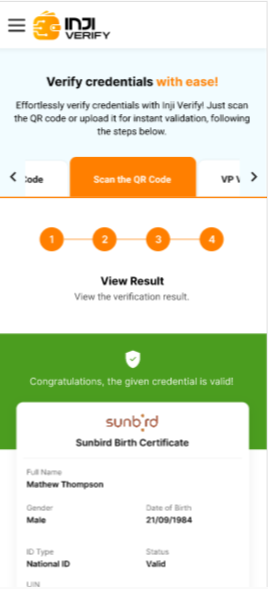 INJI
VERIFY
Verify credentials with ease!
Effortlessly verify credentials with Inji Verify! Just scan
the QR code or upload it for instant validation, following
the steps below.
Code
Scan the QR Code
VP V
1
2
3
4
View Result
View the verification result.
Congratulations, the given credential is valid!
sunbird
Sunbird Birth Certificate
Full Name
Mathew Thompson
Gender
Date of Birth
Male
21/09/1984
ID Type
Status
National ID
Valid
UIN